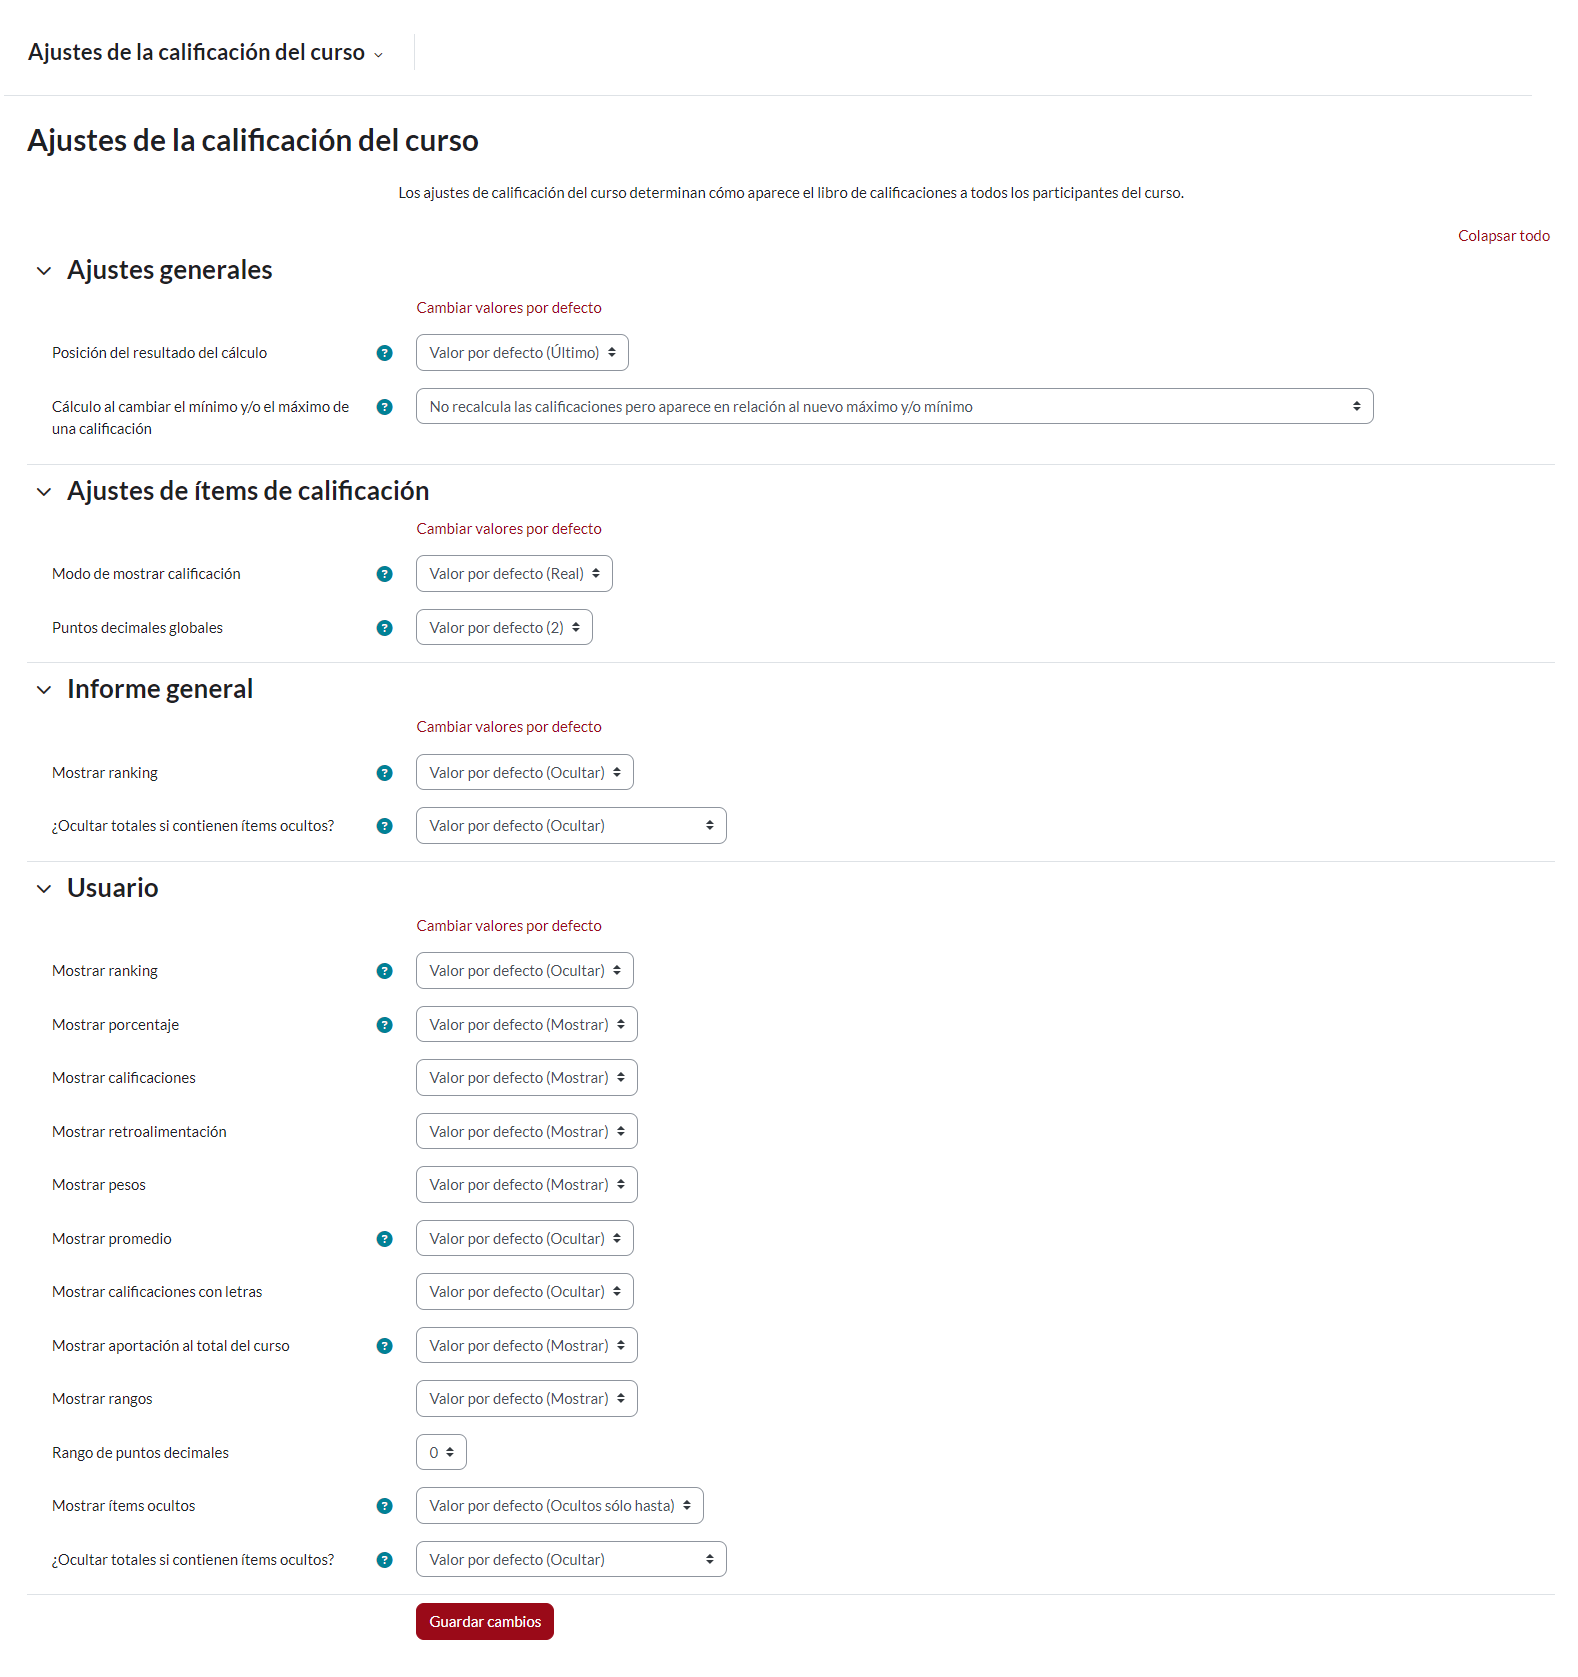 Ajustes de la calificación del curso
Ajustes de la calificación del curso
Los ajustes de calificación del curso determinan cómo aparece el libro de calificaciones a todos los participantes del curso.
Colapsar todo
Ajustes generales
Cambiar valores por defecto
Posición del resultado del cálculo
Valor por defecto (Último)
Cálculo al cambiar el mínimo y/o el máximo de
una calificación
No recalcula las calificaciones pero aparece en relación al nuevo máximo y/o mínimo
Ajustes de ítems de calificación
Cambiar valores por defecto
Modo de mostrar calificación
Valor por defecto (Real)
Puntos decimales globales
Valor por defecto (2)
Informe general
Cambiar valores por defecto
Mostrar ranking
Valor por defecto (Ocultar)
¿Ocultar totales si contienen ítems ocultos?
Valor por defecto (Ocultar)
Usuario
Cambiar valores por defecto
Mostrar ranking
Valor por defecto (Ocultar)
Mostrar porcentaje
Valor por defecto (Mostrar)
Mostrar calificaciones
Valor por defecto (Mostrar)
Mostrar retroalimentación
Valor por defecto (Mostrar)
Mostrar pesos
Valor por defecto (Mostrar)
Mostrar promedio
Valor por defecto (Ocultar)
Mostrar calificaciones con letras
Valor por defecto (Ocultar)
Mostrar aportación al total del curso
Valor por defecto (Mostrar)
Mostrar rangos
Valor por defecto (Mostrar)
Rango de puntos decimales
0
Mostrar ítems ocultos
Valor por defecto (Ocultos sólo hasta)
¿Ocultar totales si contienen ítems ocultos?
Valor por defecto (Ocultar)
Guardar cambios